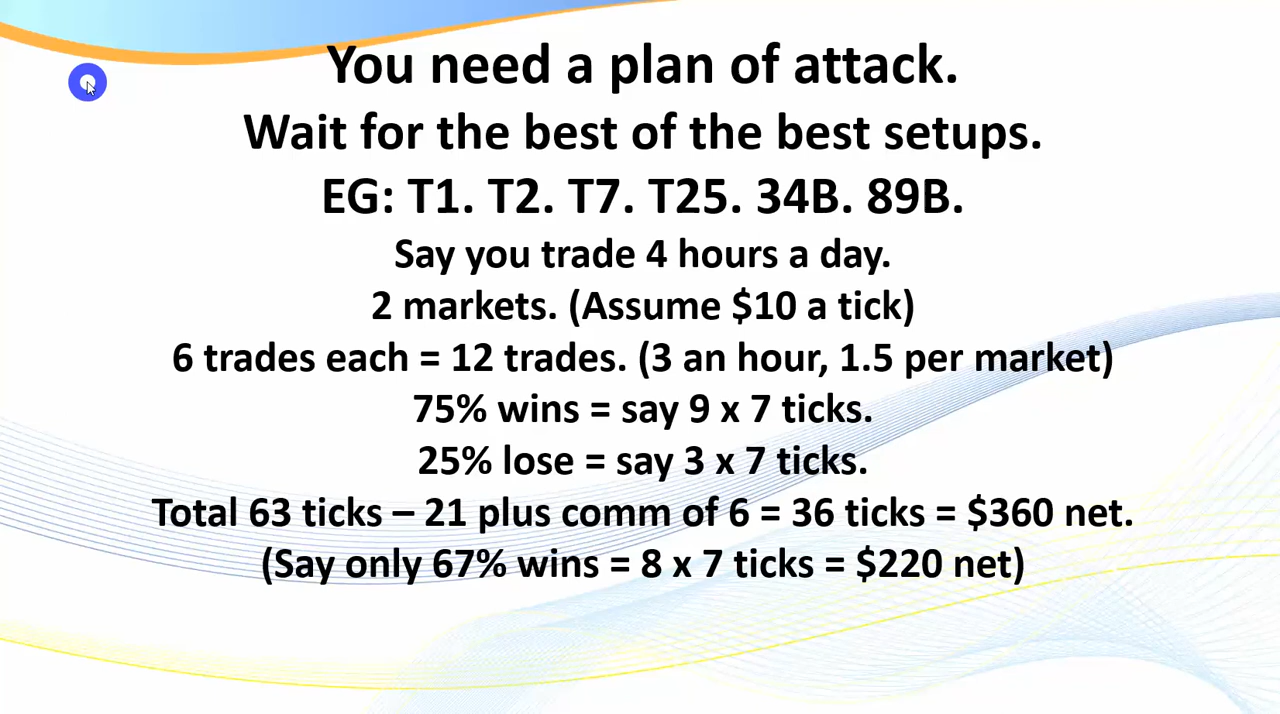 You need a plan of attack.
Wait for the best of the best setups.
EG: T1. T2. T7. T25. 34B. 89B.
Say you trade 4 hours a day.
2 markets. (Assume $10 a tick)
6 trades each = 12 trades. (3 an hour, 1.5 per market)
75% wins = say 9 x 7 ticks.
25% lose = say 3 x 7 ticks.
Total 63 ticks – 21 plus comm of 6 = 36 ticks = $360 net.
(Say only 67% wins = 8 x 7 ticks = $220 net)